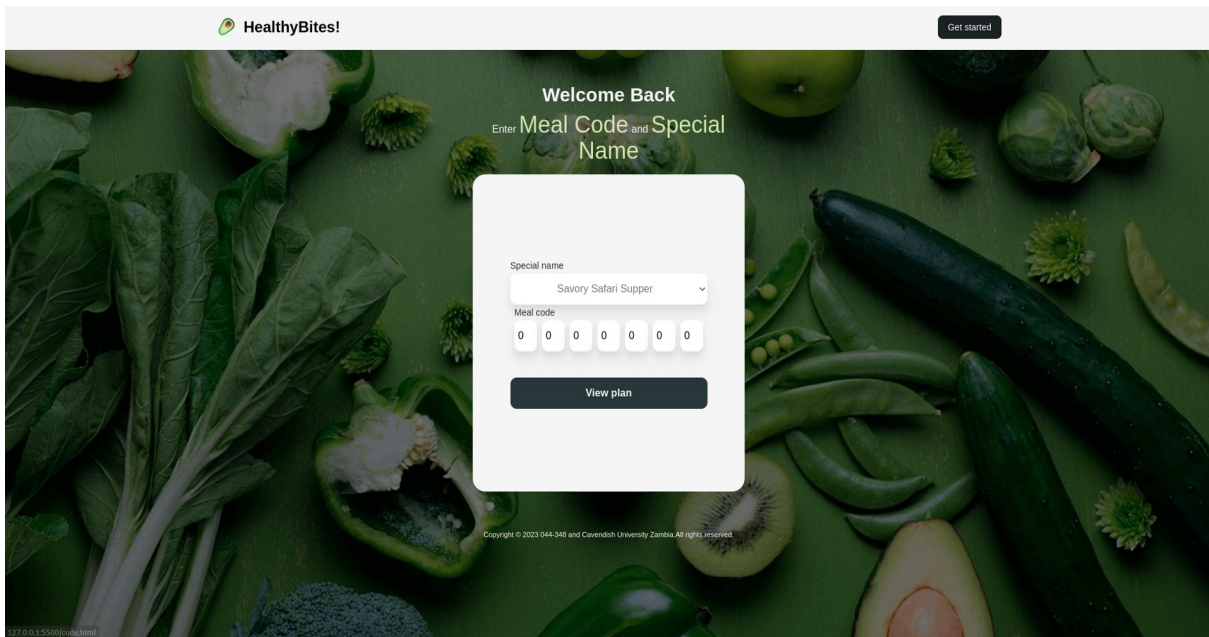 HealthyBites!
Get started
Welcome Back
Enter Meal Code and Special
Name
Special name
Savory Safari Supper
Meal code
0 0 0 0 0 0 0
View plan
Copyright © 2023 044-348 and Cavendish University Zambia.All rights reserved.
127.0.0.1:5500/code.html